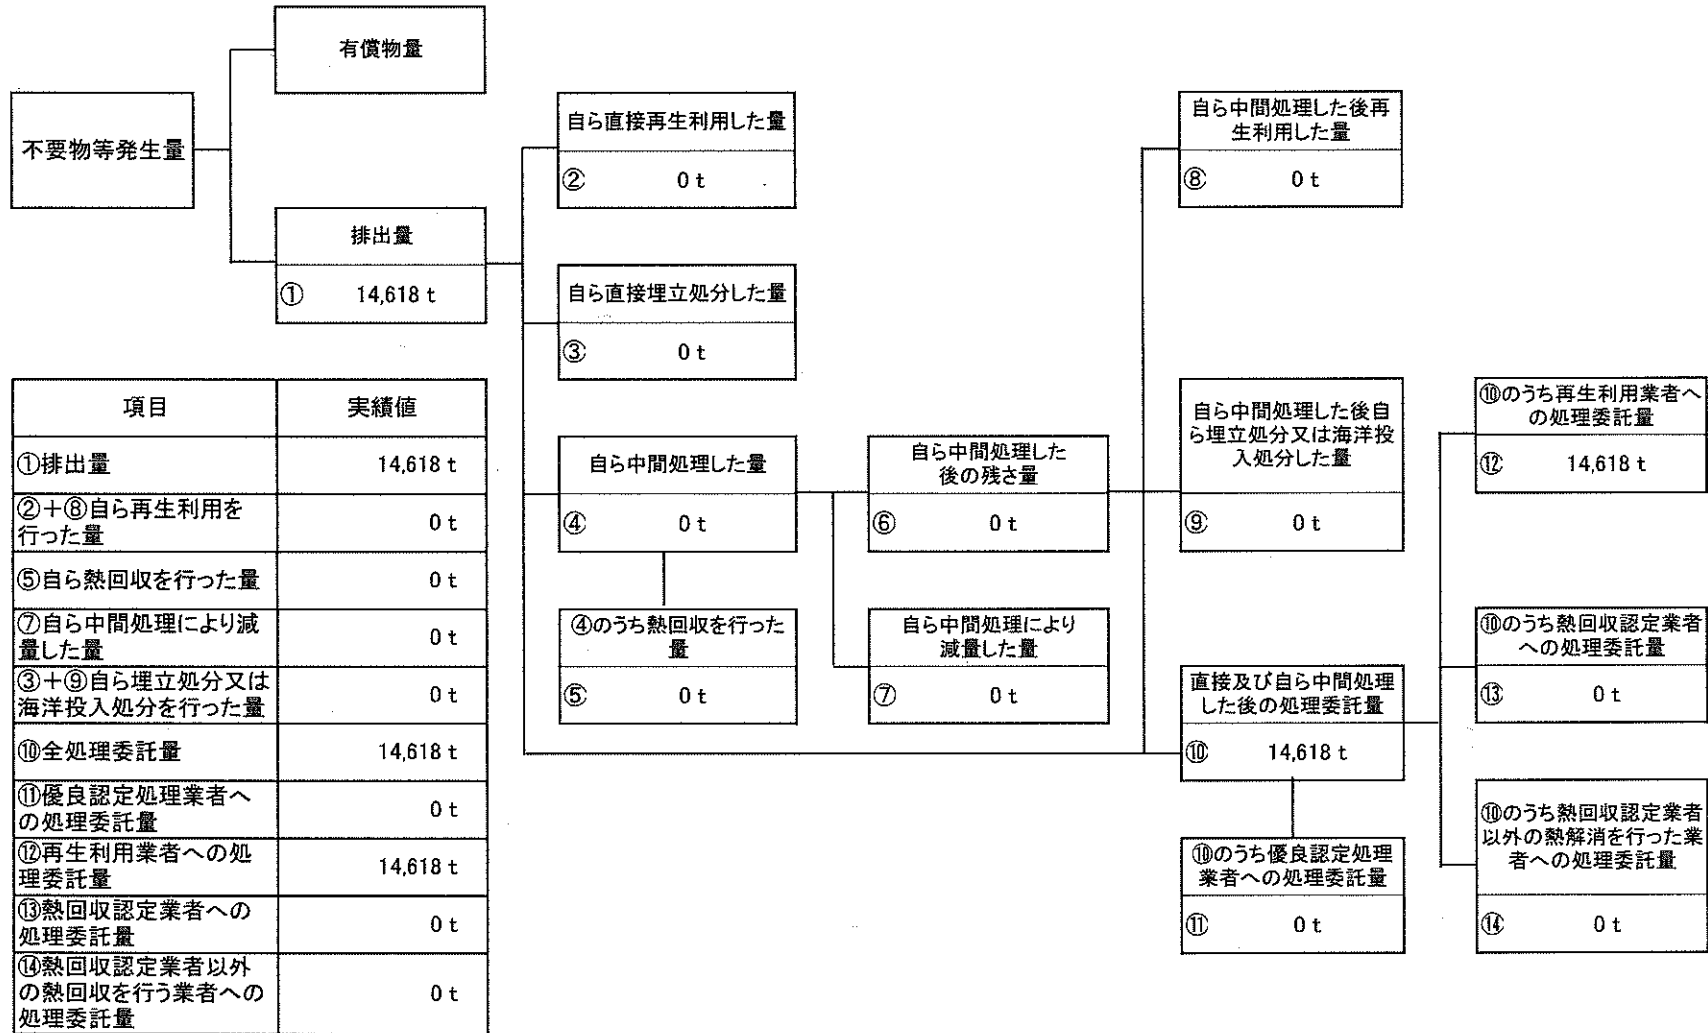 有償物量
不要物等発生量
排出量
① 14,618 t
自ら直接再生利用した量
② 0 t
自ら直接埋立処分した量
③ 0 t
自ら中間処理した量
④ 0 t
④のうち熱回収を行った
量
⑤ 0 t
自ら中間処理した
後の残さ量
⑥ 0 t
自ら中間処理により
減量した量
⑦ 0 t
自ら中間処理した後再
生利用した量
⑧ 0 t
自ら中間処理した後自
ら埋立処分又は海洋投
入処分した量
⑨ 0 t
直接及び自ら中間処理
した後の処理委託量
⑩ 14,618 t
⑩のうち優良認定処理
業者への処理委託量
⑪ 0 t
⑩のうち再生利用業者へ
の処理委託量
⑫ 14,618 t
⑩のうち熱回収認定業者
への処理委託量
⑬ 0 t
⑩のうち熱回収認定業者
以外の熱解消を行った業
者への処理委託量
⑭ 0 t
項目 実績値
①排出量 14,618 t
②＋⑧自ら再生利用を
行った量 0 t
⑤自ら熱回収を行った量 0 t
⑦自ら中間処理により減
量した量 0 t
③＋⑨自ら埋立処分又は
海洋投入処分を行った量 0 t
⑩全処理委託量 14,618 t
⑪優良認定処理業者へ
の処理委託量 0 t
⑫再生利用業者への処
理委託量 14,618 t
⑬熱回収認定業者への
処理委託量 0 t
⑭熱回収認定業者以外
の熱回収を行う業者への
処理委託量 0 t